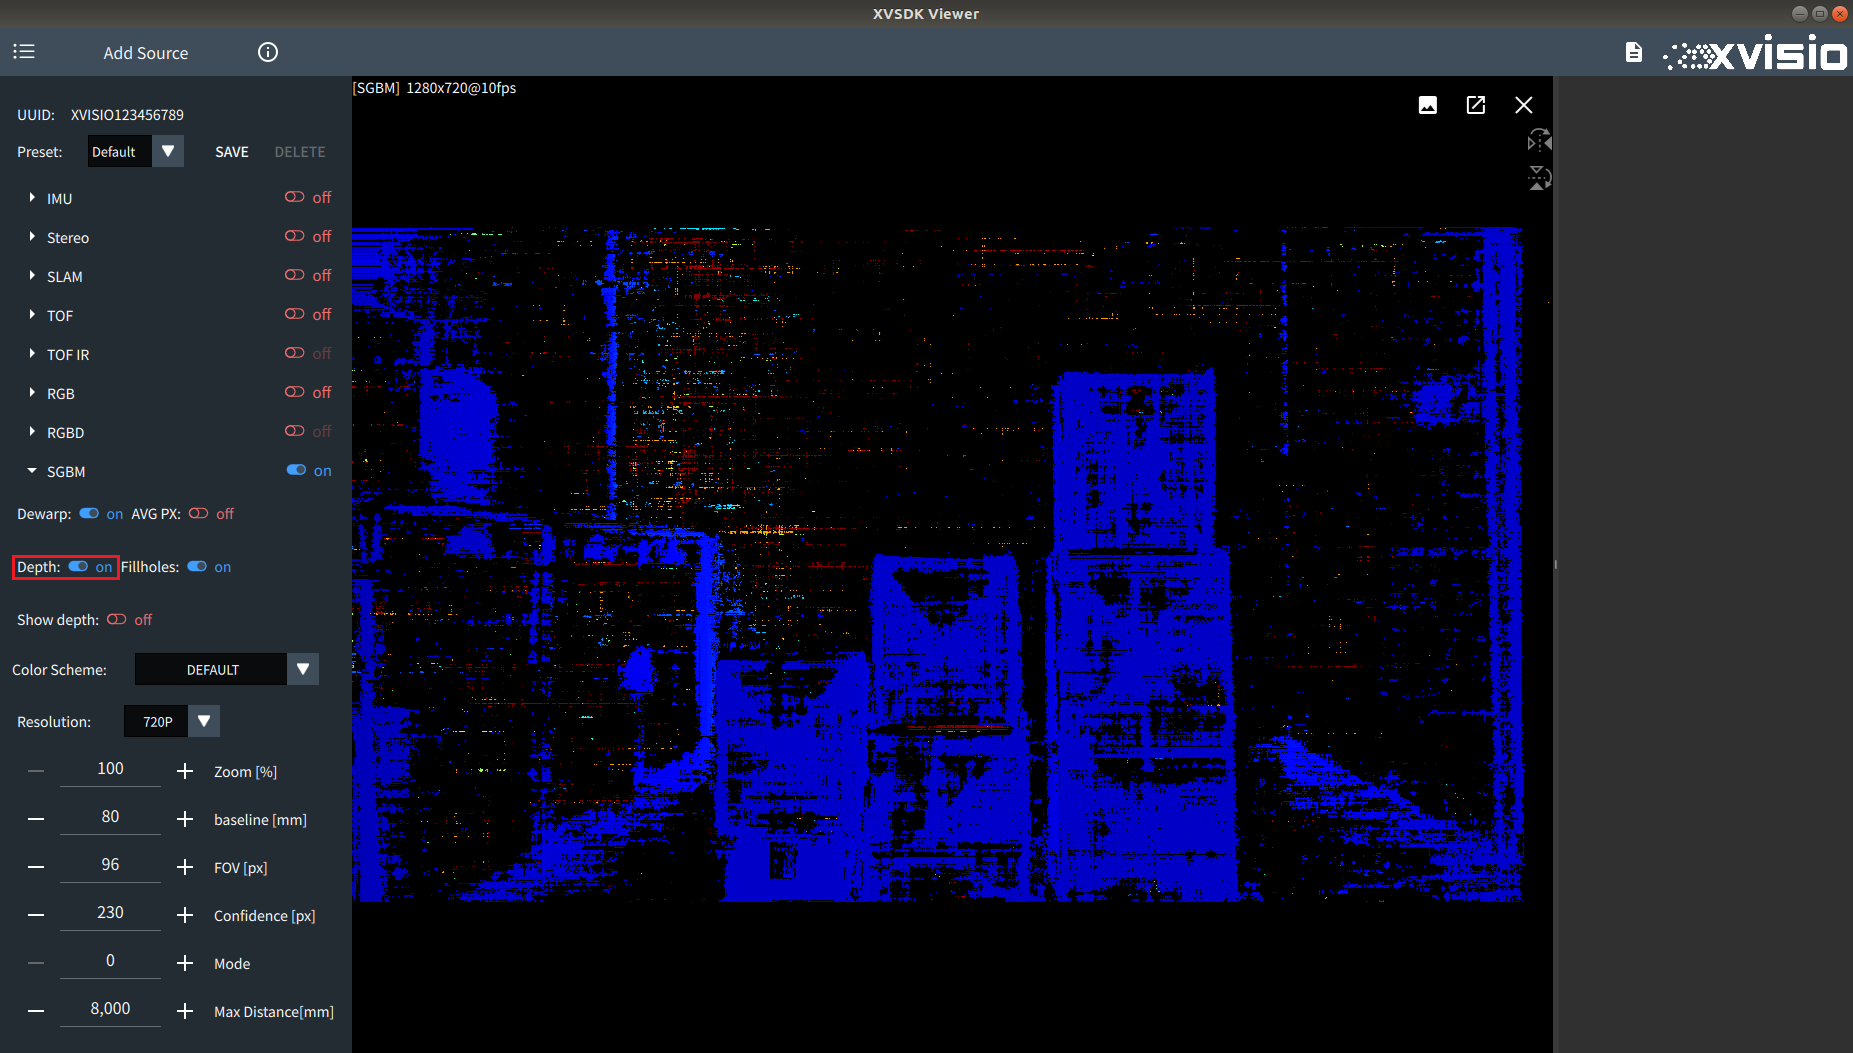 XVSDK Viewer
Add Source
xvisio
UUID: XVISIO123456789
Preset: Default SAVE DELETE
IMU off
Stereo off
SLAM off
TOF off
TOF IR off
RGB off
RGBD off
SGBM on
Dewarp: on AVG PX: off
Depth: on Fillholes: on
Show depth: off
Color Scheme: DEFAULT
Resolution: 720P
100 Zoom [%]
80 baseline [mm]
96 FOV [px]
230 Confidence [px]
0 Mode
8,000 Max Distance[mm]
[SGBM] 1280x720@10fps